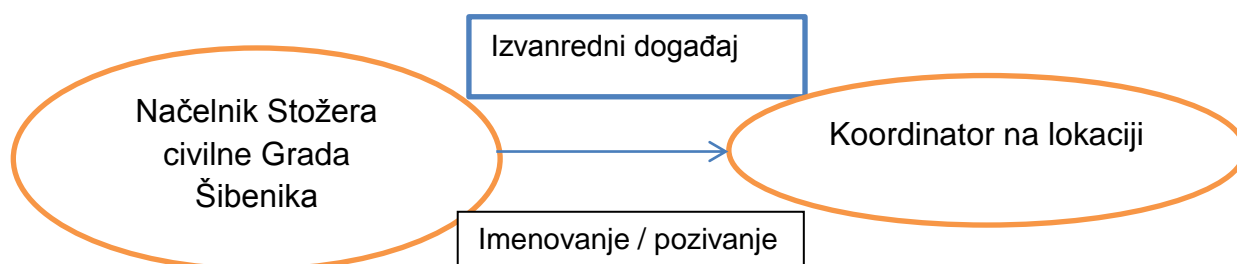 Izvanredni događaj
Načelnik Stožera
civilne Grada
Šibenika
Koordinator na lokaciji
Imenovanje / pozivanje